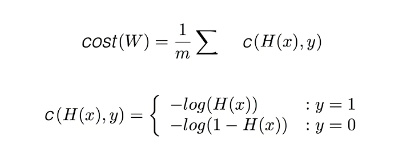 cost(W) = 1/m ∑ c(H(x), y)
c(H(x), y) = { -log(H(x)) : y = 1
-log(1 - H(x)) : y = 0